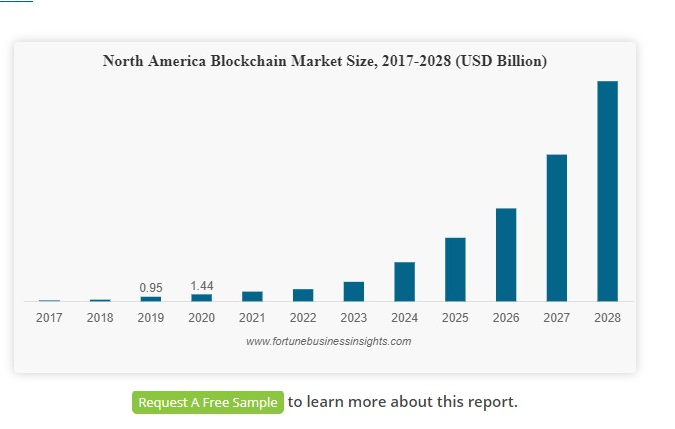 North America Blockchain Market Size, 2017-2028 (USD Billion)
0.95 1.44
2017 2018 2019 2020 2021 2022 2023 2024 2025 2026 2027 2028
www.fortunebusinessinsights.com
Request A Free Sample to learn more about this report.